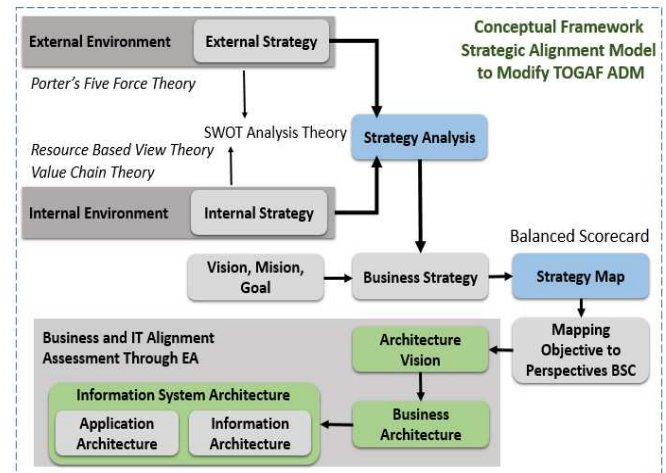 External Environment
External Strategy
Conceptual Framework
Strategic Alignment Model
to Modify TOGAF ADM
Porter's Five Force Theory
SWOT Analysis Theory
Strategy Analysis
Resource Based View Theory
Value Chain Theory
Internal Environment
Internal Strategy
Balanced Scorecard
Vision, Mision,
Goal
Business Strategy
Strategy Map
Business and IT Alignment
Assessment Through EA
Architecture
Vision
Mapping
Objective to
Perspectives BSC
Information System Architecture
Application
Architecture
Information
Architecture
Business
Architecture